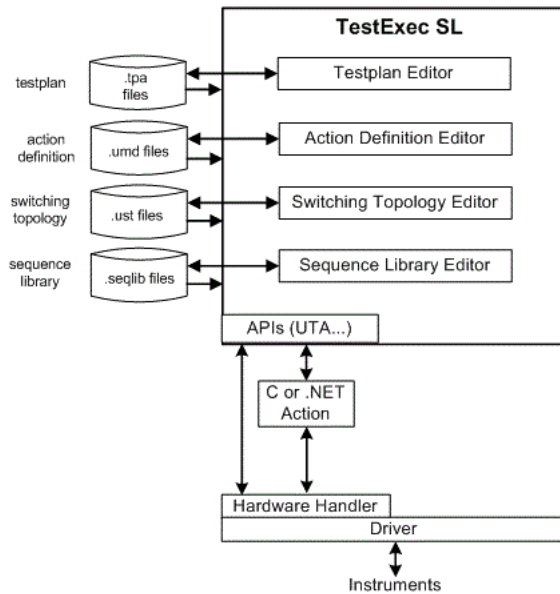 TestExec SL
testplan
.tpa
files
Testplan Editor
action
definition
.umd files
Action Definition Editor
switching
topology
.ust files
Switching Topology Editor
sequence
library
.seqlib files
Sequence Library Editor
APIs (UTA...)
C or .NET
Action
Hardware Handler
Driver
Instruments